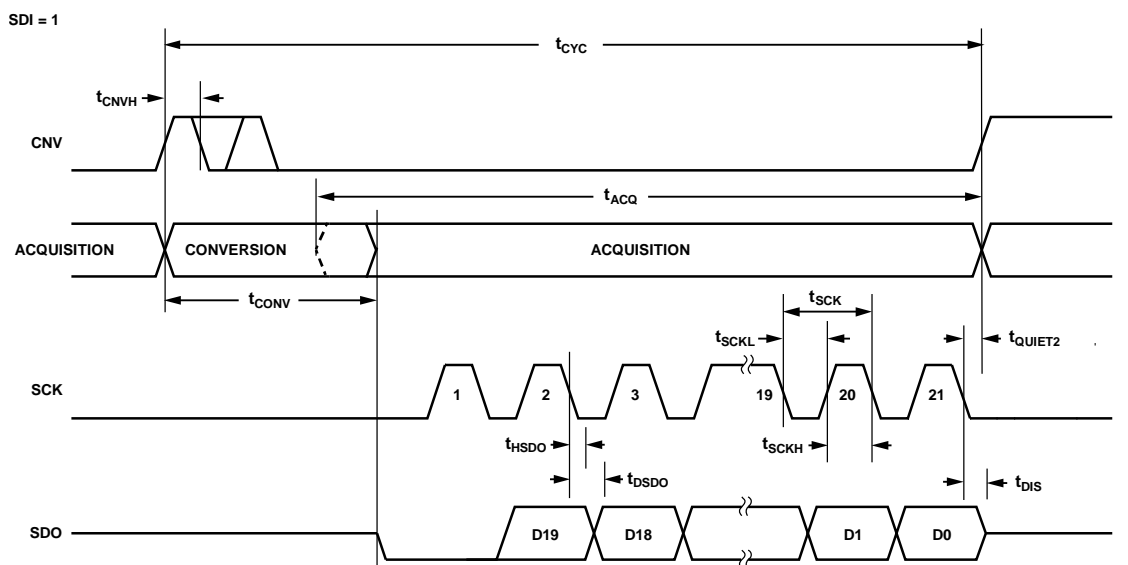 SDI = 1
tCYC
tCNVH
CNV
tACQ
ACQUISITION
CONVERSION
ACQUISITION
tCONV
tSCK
tSCKL
tQUIET2
SCK
1
2
3
19
20
21
tHSDO
tSCKH
tDSDO
tDIS
SDO
D19
D18
D1
D0